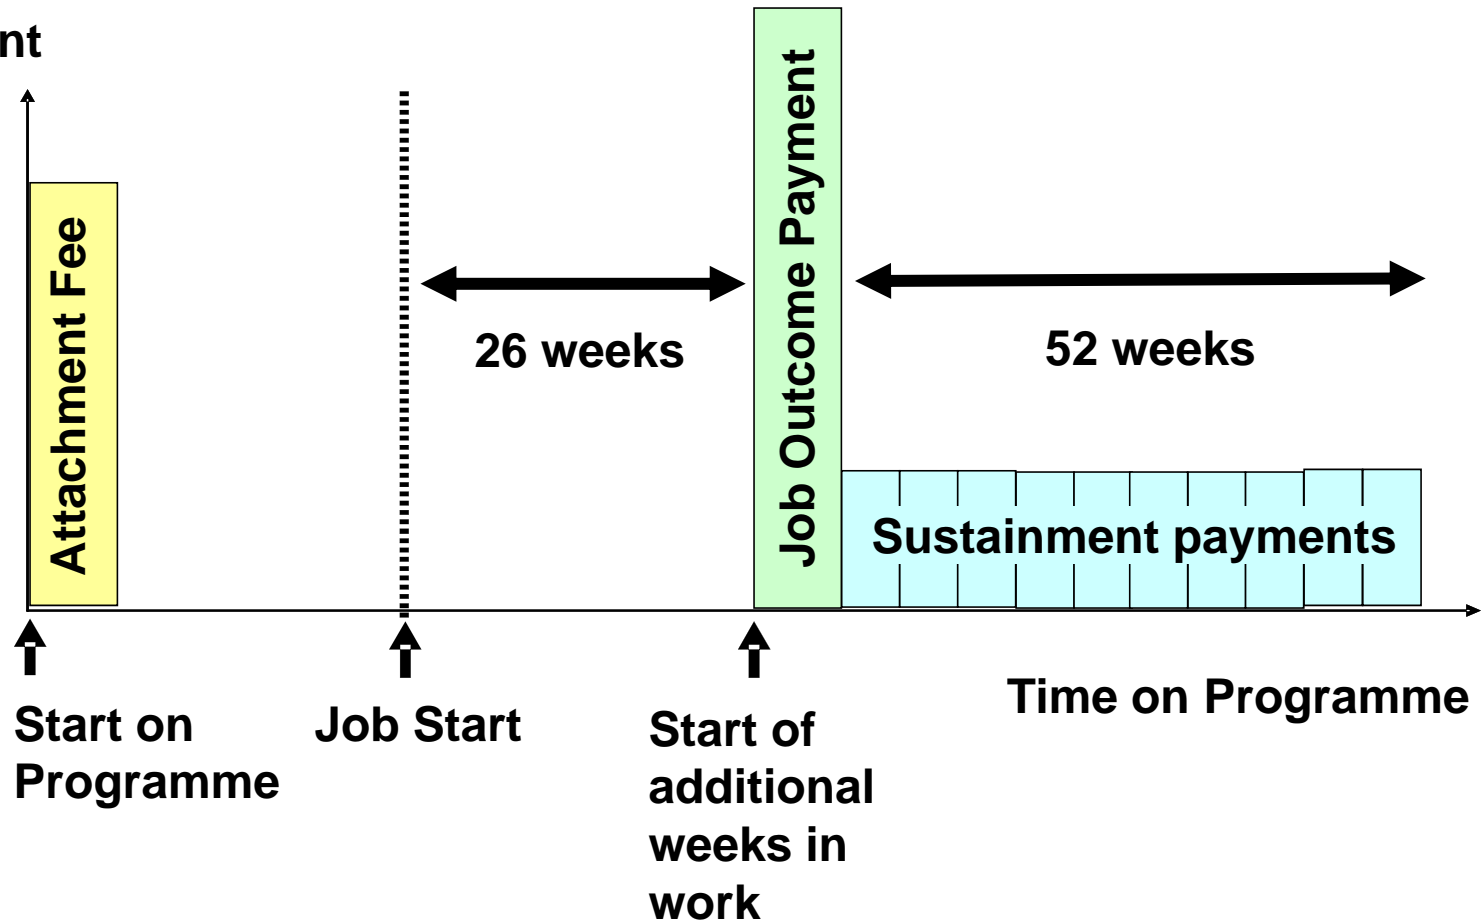 nt
Attachment Fee
Job Outcome Payment
26 weeks
52 weeks
Sustainment payments
Time on Programme
Start on
Programme
Job Start
Start of
additional
weeks in
work